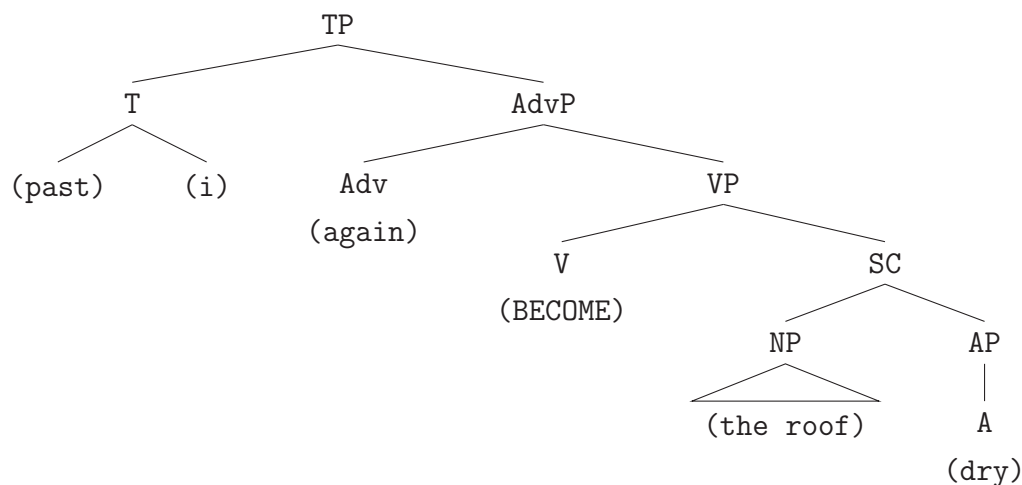 TP
T AdvP
(past) (i) Adv VP
(again) V SC
(BECOME) NP AP
(the roof) A
(dry)